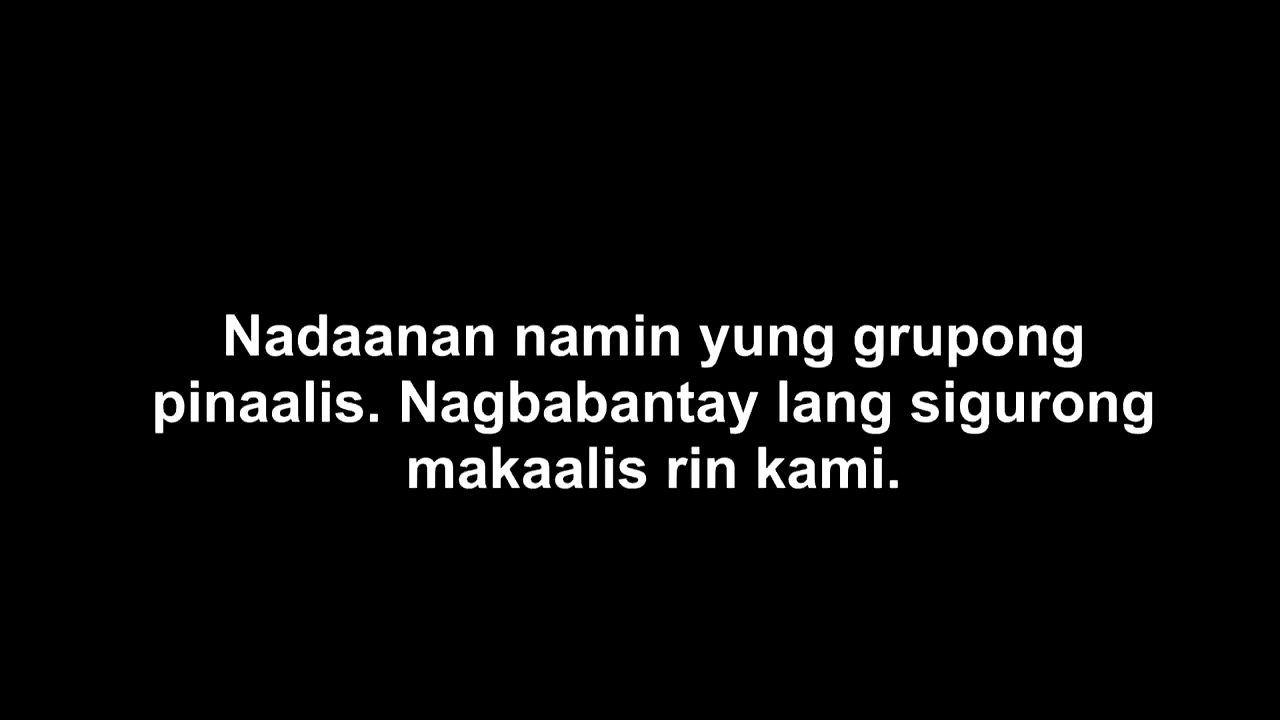 Nadaanan namin yung grupong
pinaalis. Nagbabantay lang sigurong
makaalis rin kami.